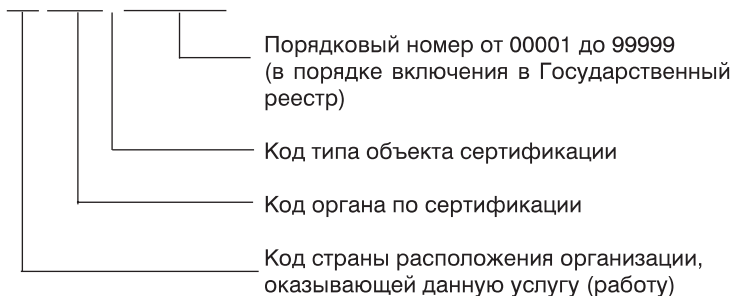 Порядковый номер от 00001 до 99999
(в порядке включения в Государственный
реестр)
Код типа объекта сертификации
Код органа по сертификации
Код страны расположения организации,
оказывающей данную услугу (работу)